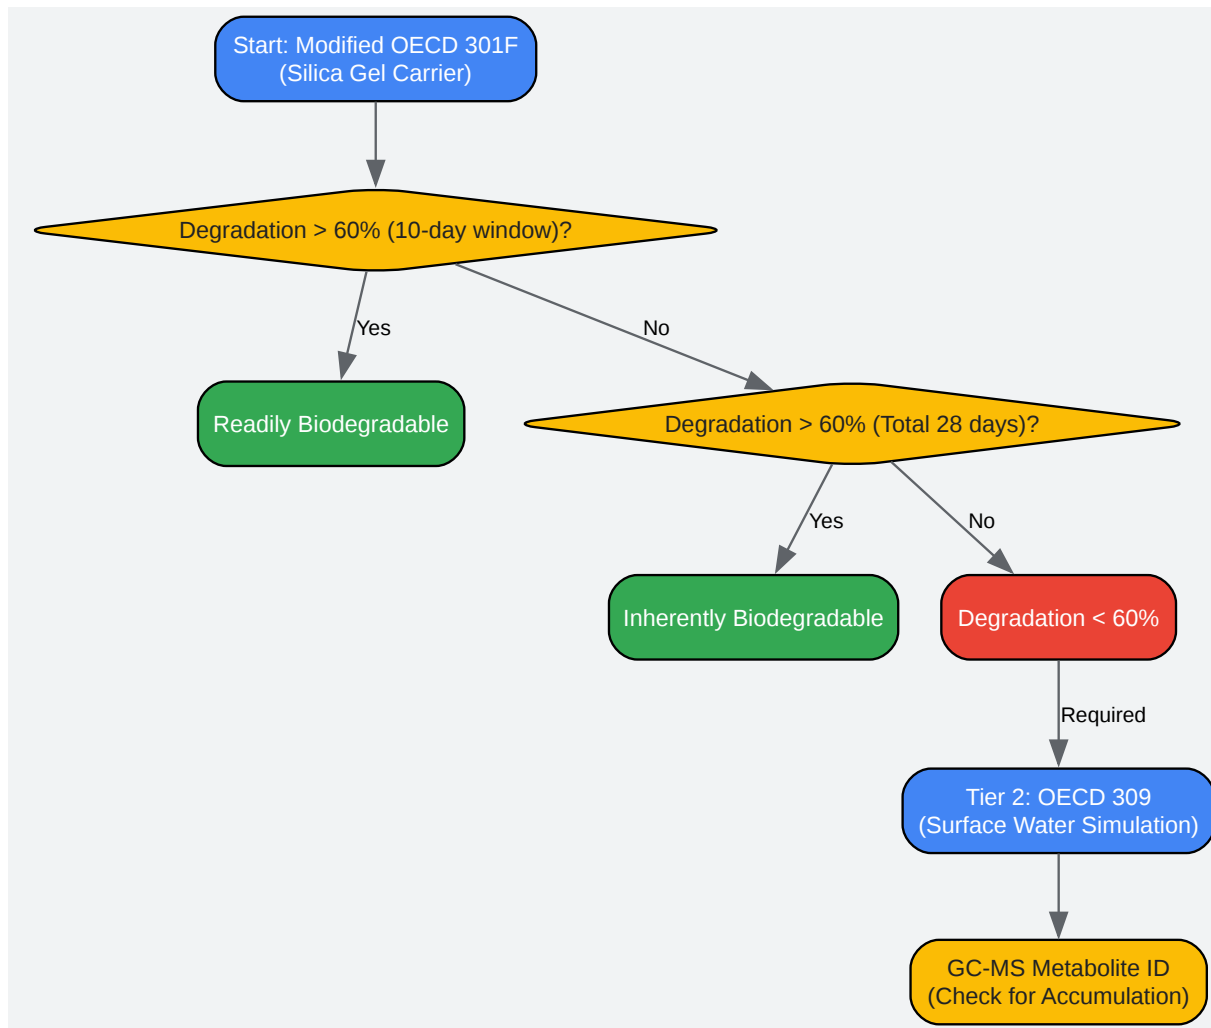 Start: Modified OECD 301F
(Silica Gel Carrier)
Degradation > 60% (10-day window)?
Yes
No
Readily Biodegradable
Degradation > 60% (Total 28 days)?
Yes
No
Inherently Biodegradable
Degradation < 60%
Required
Tier 2: OECD 309
(Surface Water Simulation)
GC-MS Metabolite ID
(Check for Accumulation)